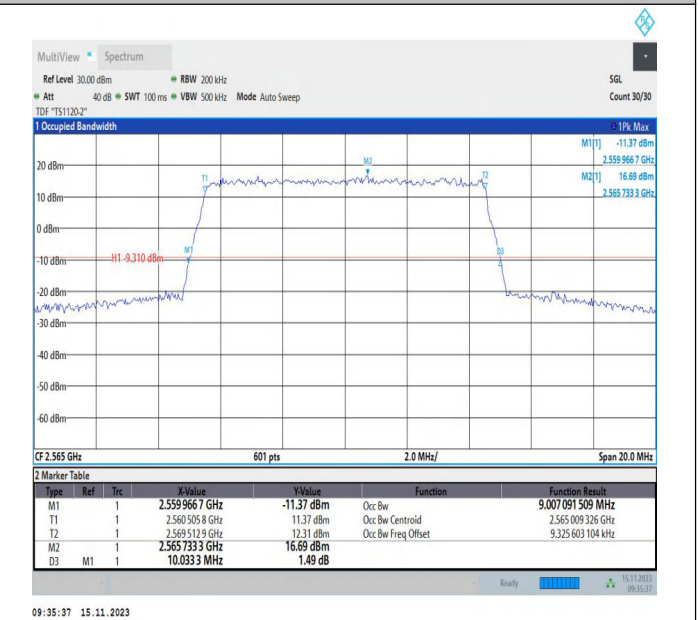 R S
MultiView Spectrum
Ref Level 30.00 dBm RBW 200 kHz SGL
Att 40 dB SWT 100 ms VBW 500 kHz Mode Auto Sweep Count 30/30
TDF "TS1120-2"
1 Occupied Bandwidth 1Pk Max
M1[1] -11.37 dBm
2.559 966 7 GHz
M2[1] 16.69 dBm
2.565 733 3 GHz
20 dBm
M2
T1
T2
10 dBm
0 dBm
M1
D3
H1 -9.310 dBm
-10 dBm
-20 dBm
-30 dBm
-40 dBm
-50 dBm
-60 dBm
CF 2.565 GHz 601 pts 2.0 MHz/ Span 20.0 MHz
2 Marker Table
Type Ref Trc X-Value Y-Value Function Function Result
M1 1 2.559 966 7 GHz -11.37 dBm Occ Bw 9.007 091 509 MHz
T1 1 2.560 505 8 GHz 11.37 dBm Occ Bw Centroid 2.565 009 326 GHz
T2 1 2.569 512 9 GHz 12.31 dBm Occ Bw Freq Offset 9.325 603 104 kHz
M2 1 2.565 733 3 GHz 16.69 dBm
D3 M1 1 10.033 3 MHz 1.49 dB
Ready 15.11.2023
09:35:37
09:35:37 15.11.2023